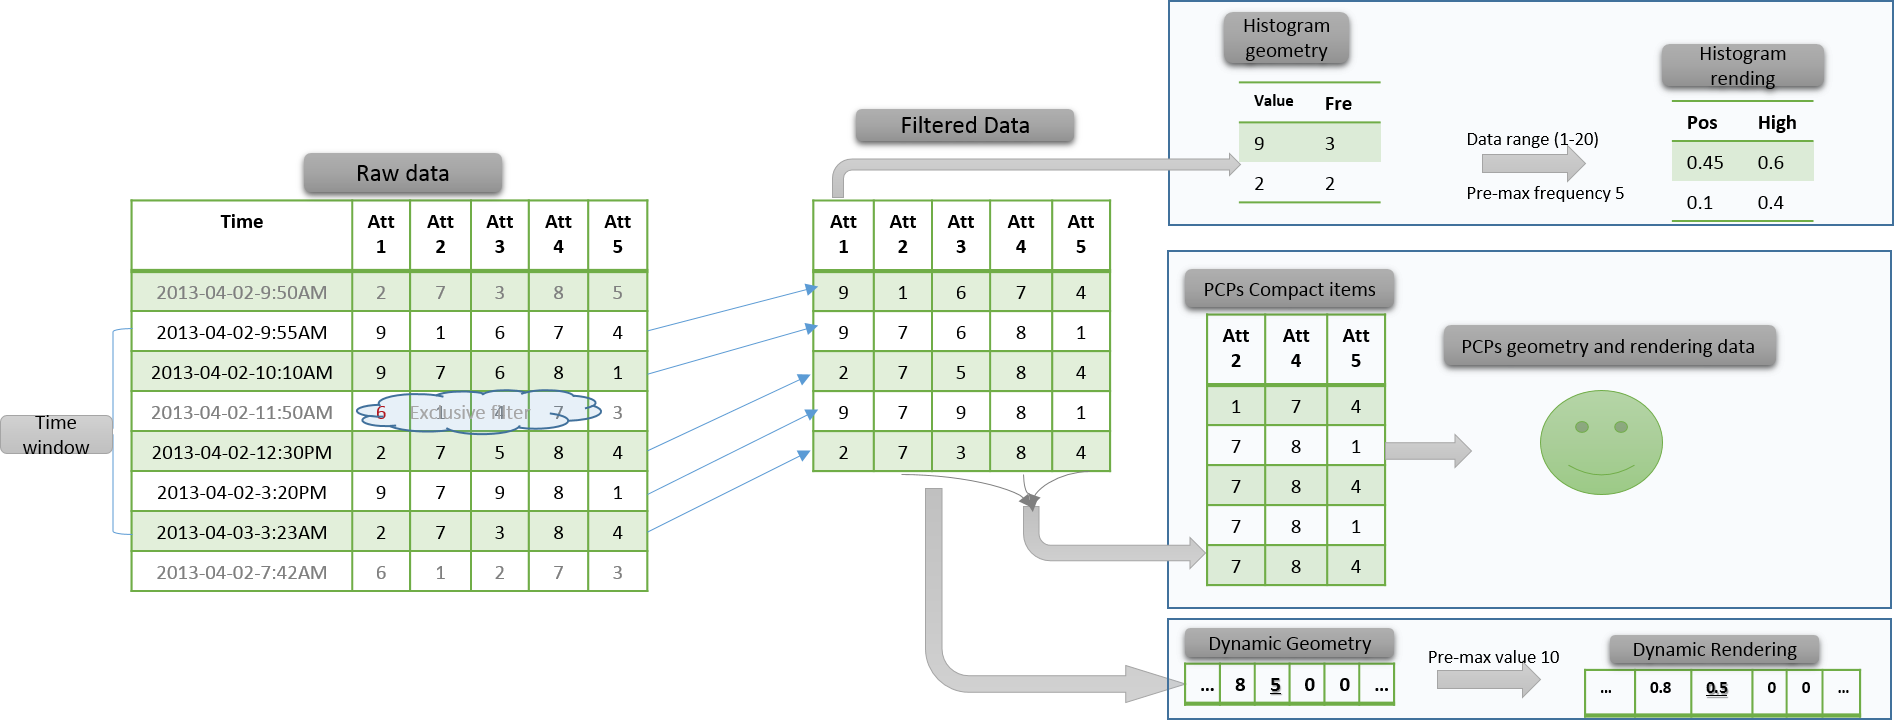 Raw data
Time Att 1 Att 2 Att 3 Att 4 Att 5
2013-04-02-9:50AM 2 7 3 8 5
2013-04-02-9:55AM 9 1 6 7 4
2013-04-02-10:10AM 9 7 6 8 1
2013-04-02-11:50AM 6 1 4 7 3
Exclusive filter
2013-04-02-12:30PM 2 7 5 8 4
2013-04-02-3:20PM 9 7 9 8 1
2013-04-03-3:23AM 2 7 3 8 4
2013-04-02-7:42AM 6 1 2 7 3
Time
window
Filtered Data
Att 1 Att 2 Att 3 Att 4 Att 5
9 1 6 7 4
9 7 6 8 1
2 7 5 8 4
9 7 9 8 1
2 7 3 8 4
Histogram
geometry
Value Fre
9 3
2 2
Data range (1-20)
Pre-max frequency 5
Histogram
rending
Pos High
0.45 0.6
0.1 0.4
PCPs Compact items
Att 2 Att 4 Att 5
1 7 4
7 8 1
7 8 4
7 8 1
7 8 4
PCPs geometry and rendering data
Dynamic Geometry
... 8 5 0 0 ...
Pre-max value 10
Dynamic Rendering
... 0.8 0.5 0 0 ...